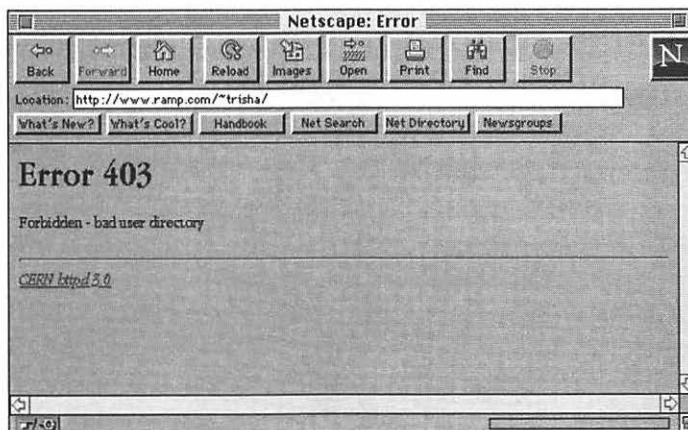 Netscape: Error
Back Forward Home Reload Images Open Print Find Stop N
Location: http://www.ramp.com/~trisha/
What's New? What's Cool? Handbook Net Search Net Directory Newsgroups
Error 403
Forbidden - bad user directory
CERN httpd 3.0